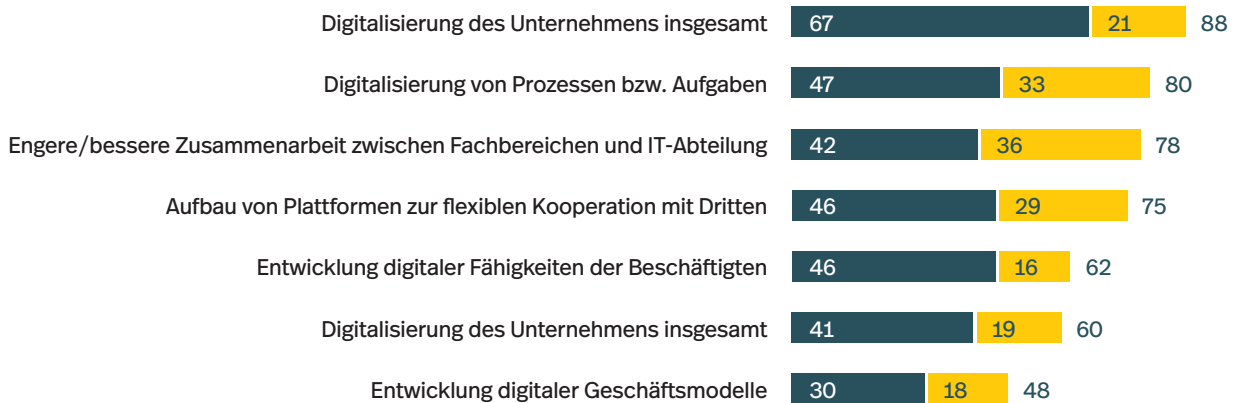 Digitalisierung des Unternehmens insgesamt 67 21 88
Digitalisierung von Prozessen bzw. Aufgaben 47 33 80
Engere/bessere Zusammenarbeit zwischen Fachbereichen und IT-Abteilung 42 36 78
Aufbau von Plattformen zur flexiblen Kooperation mit Dritten 46 29 75
Entwicklung digitaler Fähigkeiten der Beschäftigten 46 16 62
Digitalisierung des Unternehmens insgesamt 41 19 60
Entwicklung digitaler Geschäftsmodelle 30 18 48